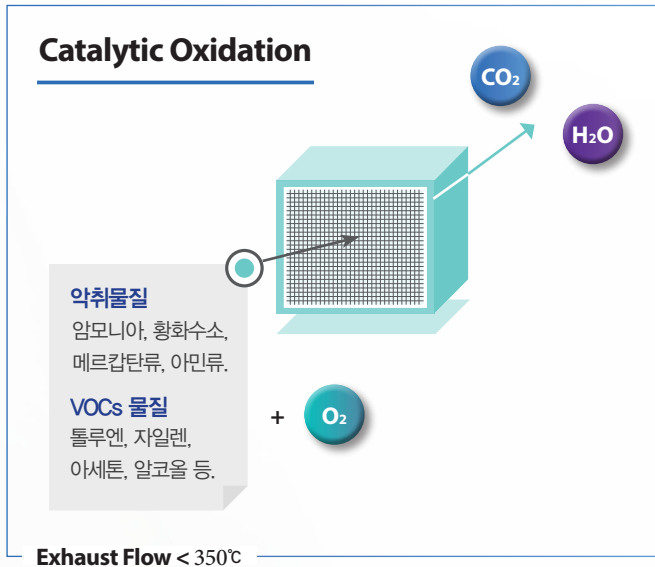 Catalytic Oxidation
CO₂
H₂O
악취물질
암모니아, 황화수소,
메르캅탄류, 아민류.
VOCs 물질
톨루엔, 자일렌,
아세톤, 알코올 등.
+ O₂
Exhaust Flow < 350℃